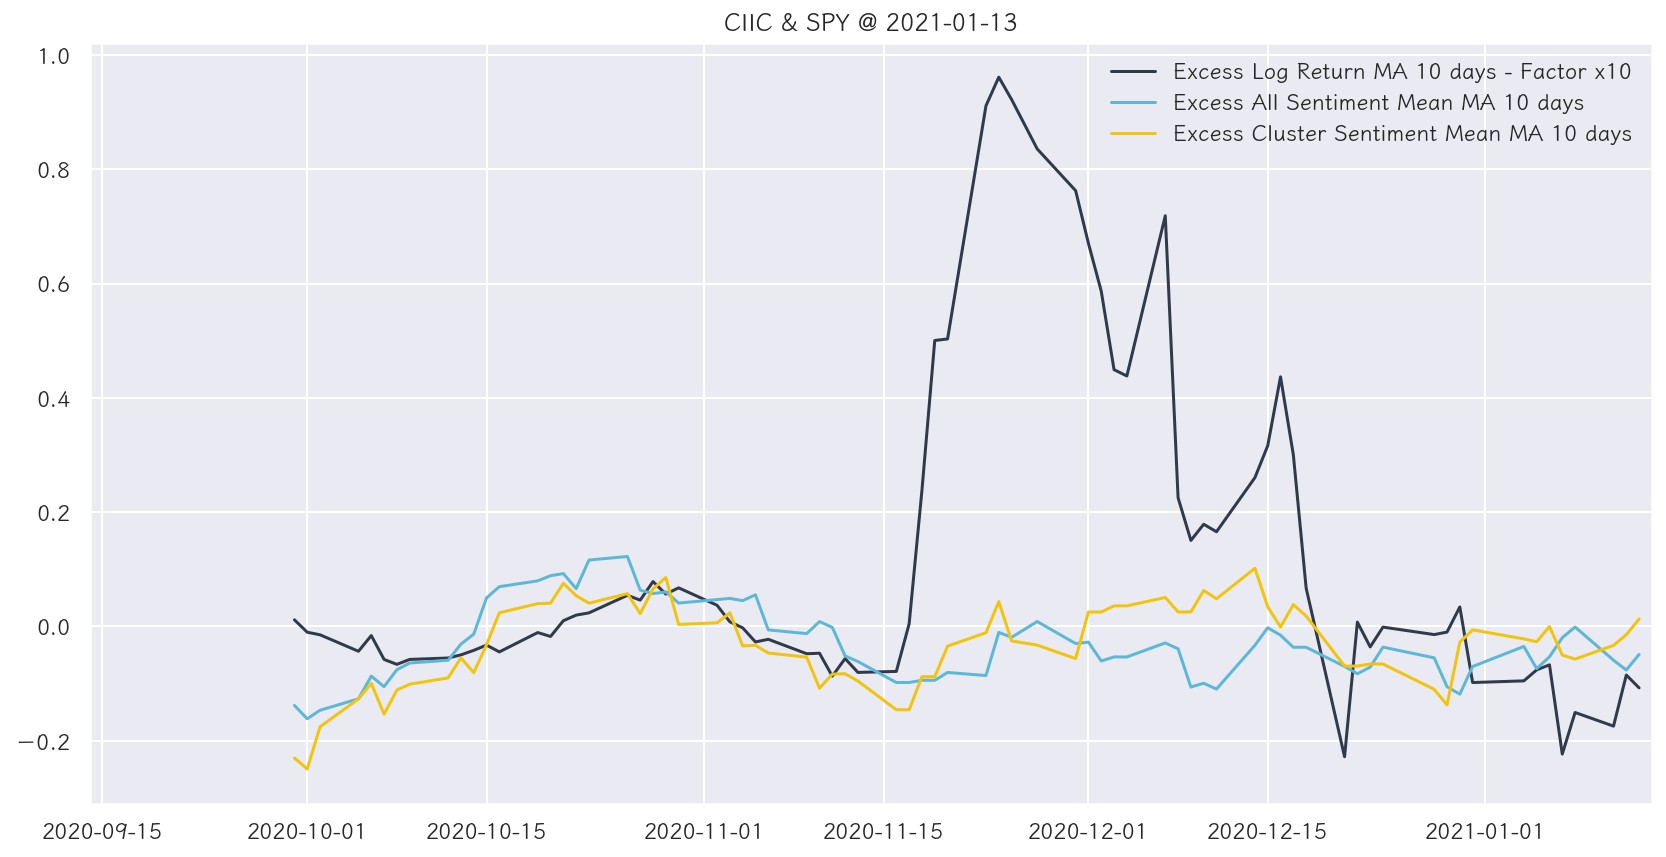 CIIC & SPY @ 2021-01-13
Excess Log Return MA 10 days - Factor x10
Excess All Sentiment Mean MA 10 days
Excess Cluster Sentiment Mean MA 10 days
1.0
0.8
0.6
0.4
0.2
0.0
−0.2
2020-09-15 2020-10-01 2020-10-15 2020-11-01 2020-11-15 2020-12-01 2020-12-15 2021-01-01